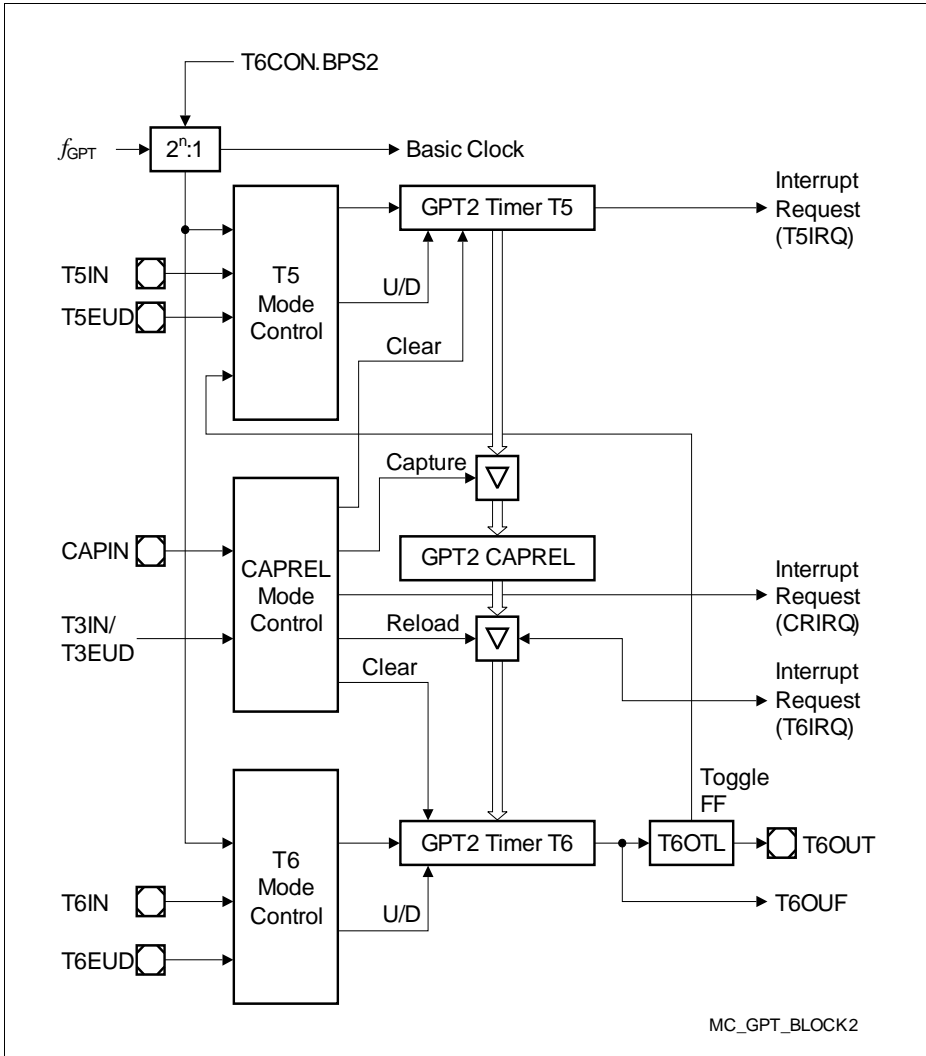 T6CON.BPS2
fGPT
2ⁿ:1
Basic Clock
GPT2 Timer T5
Interrupt
Request
(T5IRQ)
T5IN
T5EUD
T5
Mode
Control
U/D
Clear
Capture
CAPIN
T3IN/
T3EUD
CAPREL
Mode
Control
GPT2 CAPREL
Interrupt
Request
(CRIRQ)
Reload
Clear
Interrupt
Request
(T6IRQ)
Toggle
FF
GPT2 Timer T6
T6OTL
T6OUT
T6
Mode
Control
T6IN
U/D
T6OUF
T6EUD
MC_GPT_BLOCK2